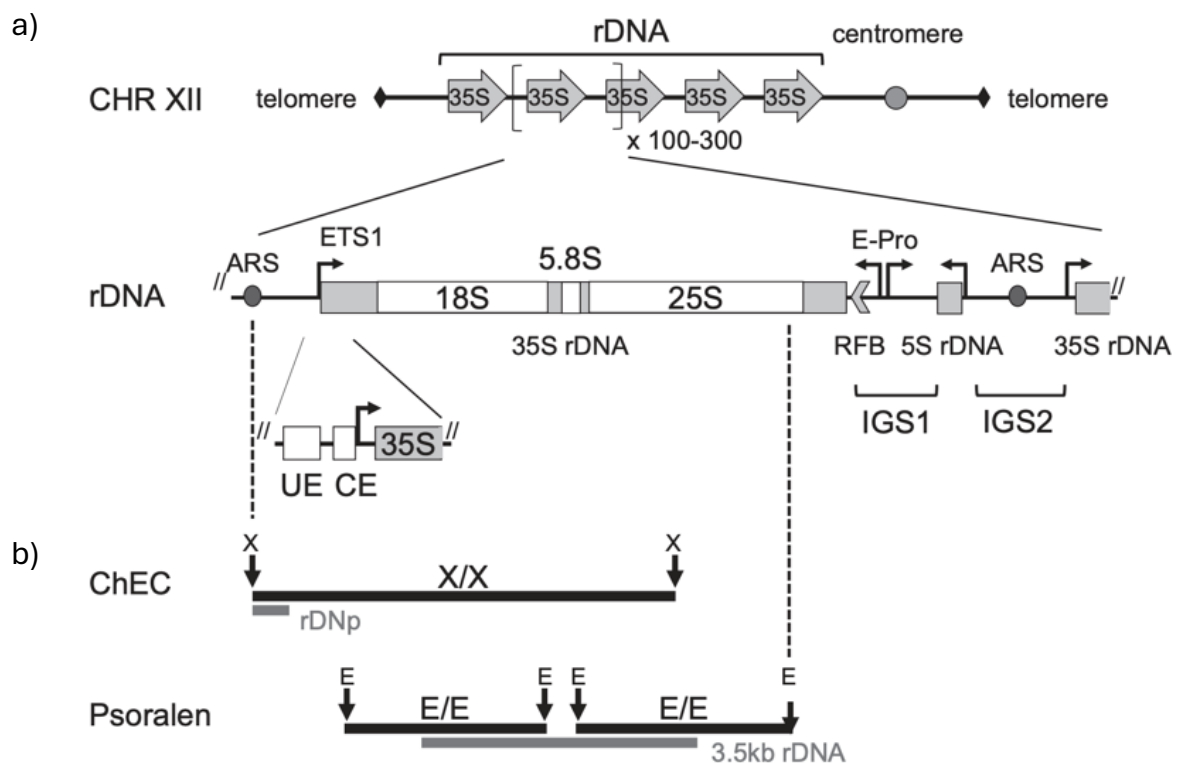 a)
rDNA
centromere
CHR XII
telomere
35S
35S
35S
35S
35S
telomere
x 100-300
ETS1
E-Pro
ARS
5.8S
ARS
//
//
rDNA
18S
25S
35S rDNA
RFB
5S rDNA
35S rDNA
IGS1
IGS2
//
//
35S
UE
CE
b)
X
X
ChEC
X/X
rDNp
E
E
E
E
Psoralen
E/E
E/E
3.5kb rDNA